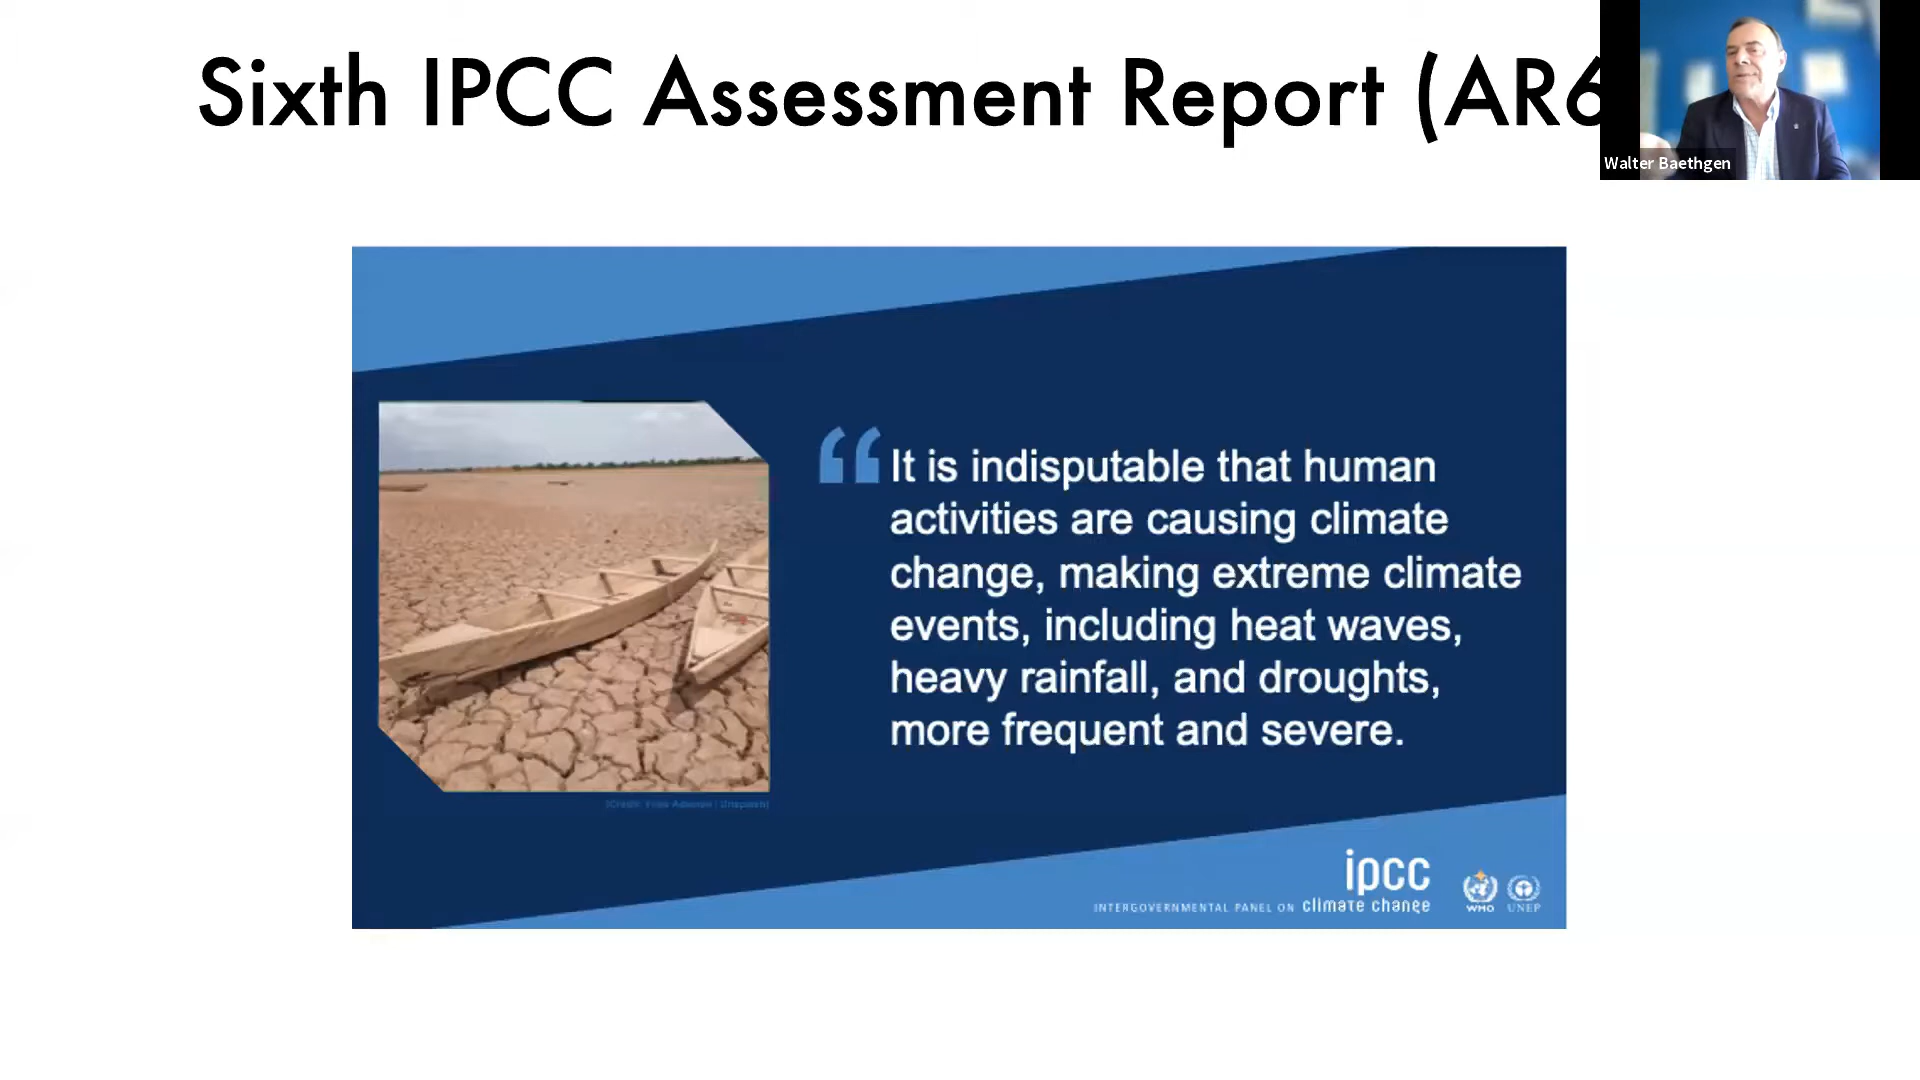 Sixth IPCC Assessment Report (AR6
Walter Baethgen
“It is indisputable that human
activities are causing climate
change, making extreme climate
events, including heat waves,
heavy rainfall, and droughts,
more frequent and severe.
ipcc
INTERGOVERNMENTAL PANEL ON climate change
WMO
UNEP